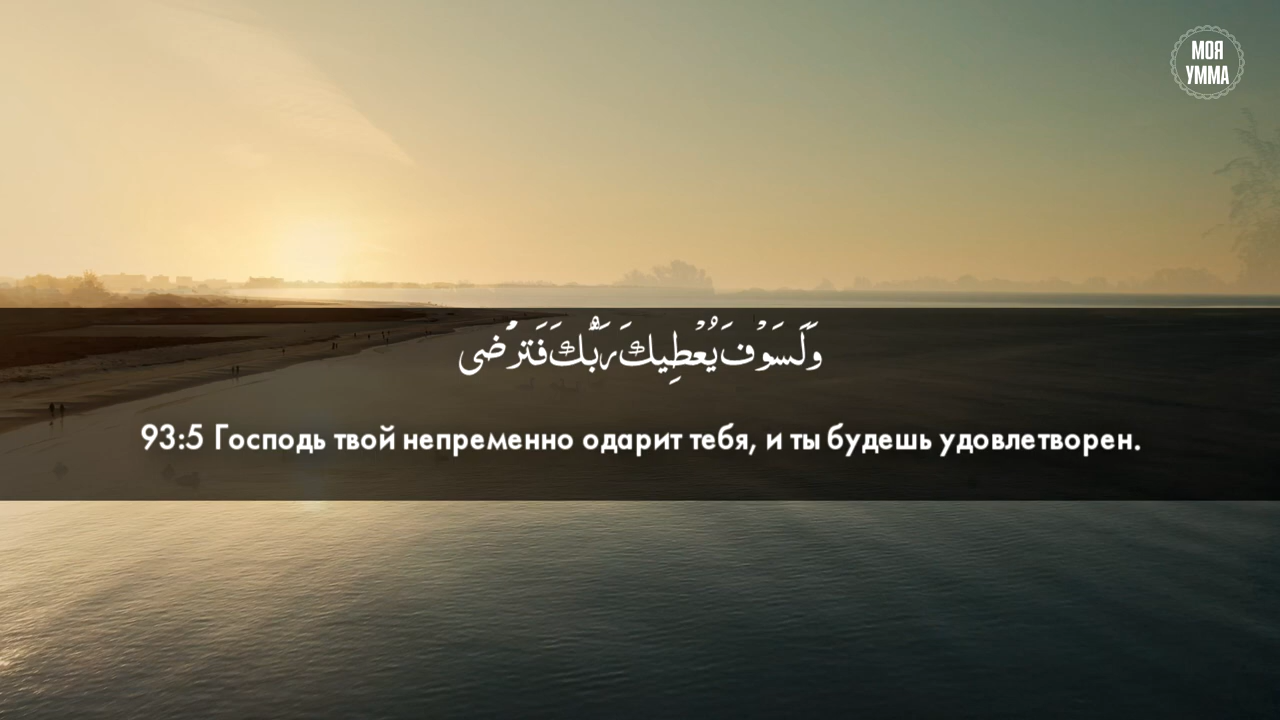 МОЯ
УММА
وَلَسَوْفَ يُعْطِيكَ رَبُّكَ فَتَرْضَى
93:5 Господь твой непременно одарит тебя, и ты будешь удовлетворен.